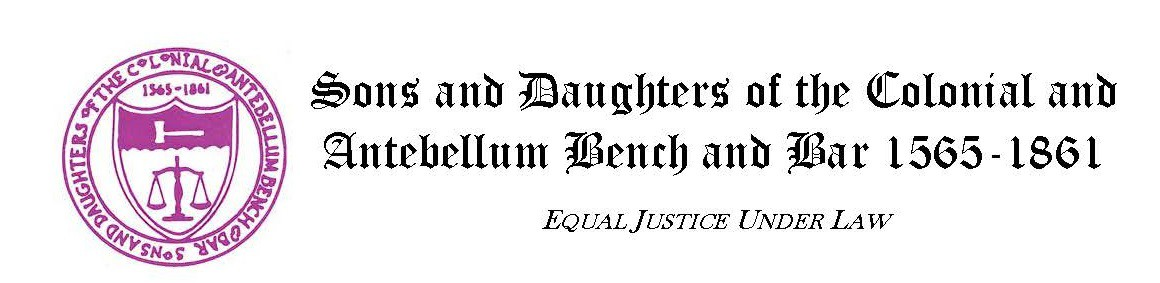 SONS AND DAUGHTERS OF THE COLONIAL & ANTEBELLUM BENCH & BAR
1565-1861
Sons and Daughters of the Colonial and
Antebellum Bench and Bar 1565-1861
EQUAL JUSTICE UNDER LAW